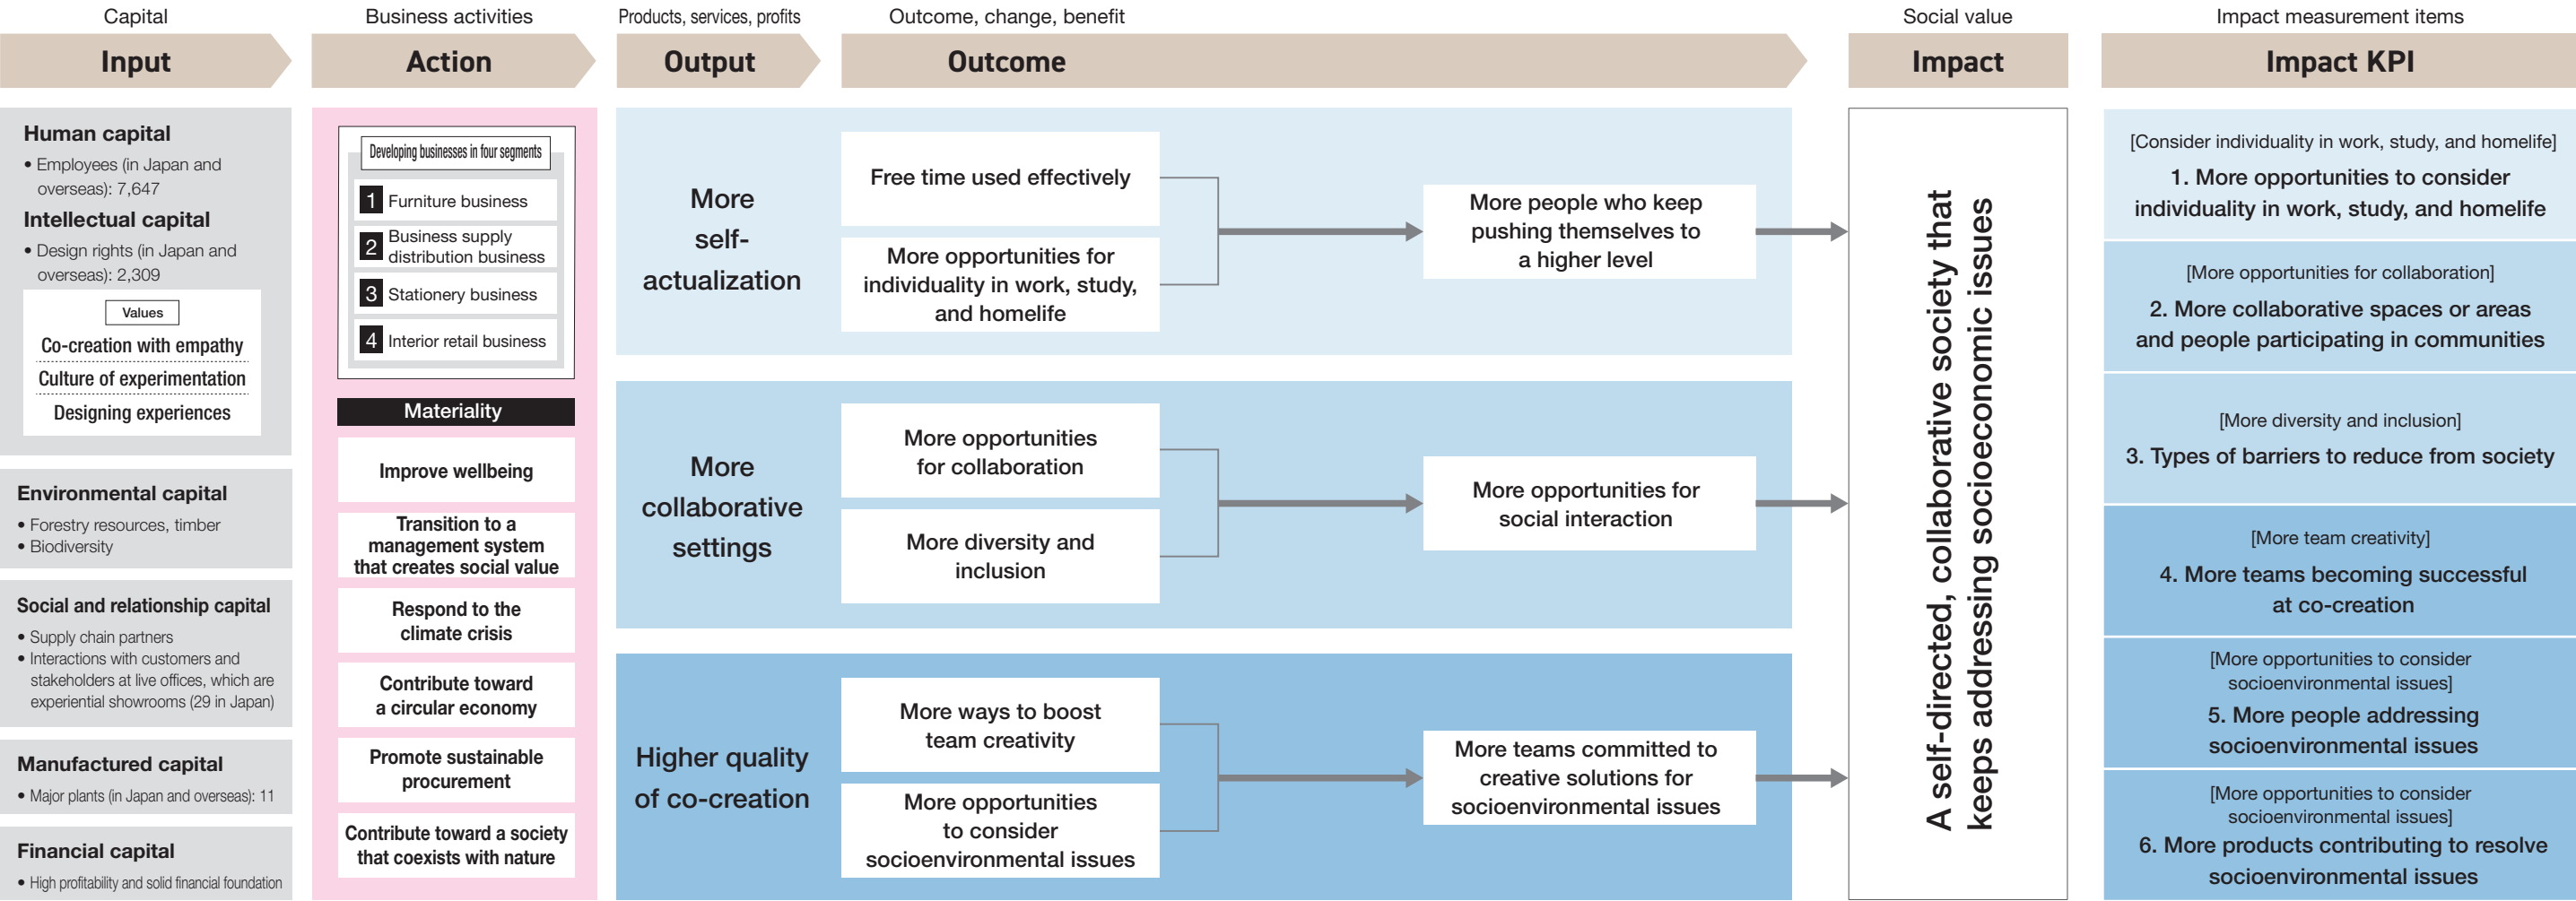 Capital
Input
Human capital
• Employees (in Japan and
overseas): 7,647
Intellectual capital
• Design rights (in Japan and
overseas): 2,309
Values
Co-creation with empathy
Culture of experimentation
Designing experiences
Environmental capital
• Forestry resources, timber
• Biodiversity
Social and relationship capital
• Supply chain partners
• Interactions with customers and
stakeholders at live offices, which are
experiential showrooms (29 in Japan)
Manufactured capital
• Major plants (in Japan and overseas): 11
Financial capital
• High profitability and solid financial foundation
Business activities
Action
Developing businesses in four segments
1 Furniture business
2 Business supply
distribution business
3 Stationery business
4 Interior retail business
Materiality
Improve wellbeing
Transition to a
management system
that creates social value
Respond to the
climate crisis
Contribute toward
a circular economy
Promote sustainable
procurement
Contribute toward a society
that coexists with nature
Products, services, profits
Output
Outcome, change, benefit
Outcome
More
self-
actualization
Free time used effectively
More opportunities for
individuality in work, study,
and homelife
More people who keep
pushing themselves to
a higher level
More
collaborative
settings
More opportunities
for collaboration
More diversity and
inclusion
More opportunities for
social interaction
Higher quality
of co-creation
More ways to boost
team creativity
More opportunities
to consider
socioenvironmental issues
More teams committed to
creative solutions for
socioenvironmental issues
Social value
Impact
A self-directed, collaborative society that
keeps addressing socioeconomic issues
Impact measurement items
Impact KPI
[Consider individuality in work, study, and homelife]
1. More opportunities to consider
individuality in work, study, and homelife
[More opportunities for collaboration]
2. More collaborative spaces or areas
and people participating in communities
[More diversity and inclusion]
3. Types of barriers to reduce from society
[More team creativity]
4. More teams becoming successful
at co-creation
[More opportunities to consider
socioenvironmental issues]
5. More people addressing
socioenvironmental issues
[More opportunities to consider
socioenvironmental issues]
6. More products contributing to resolve
socioenvironmental issues